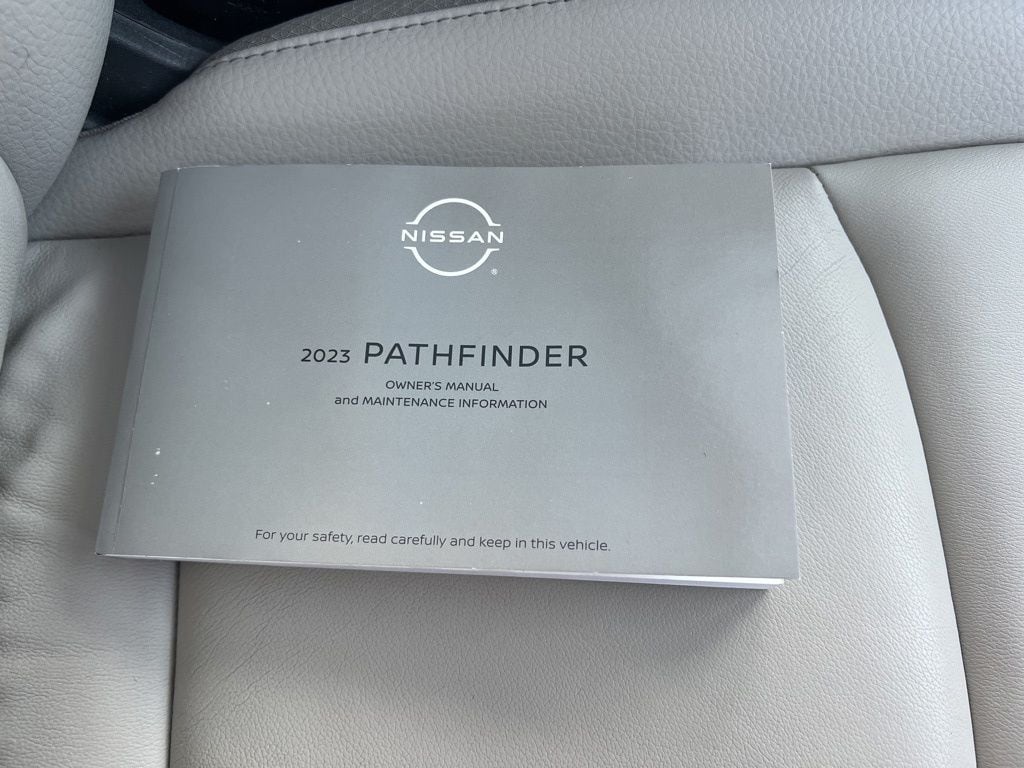 NISSAN
®
2023 PATHFINDER
OWNER'S MANUAL
and MAINTENANCE INFORMATION
For your safety, read carefully and keep in this vehicle.